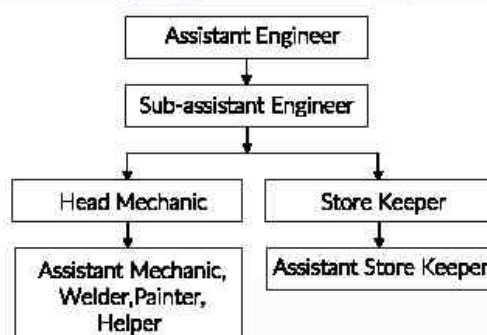 Assistant Engineer
Sub-assistant Engineer
Head Mechanic
Store Keeper
Assistant Mechanic,
Welder,Painter,
Helper
Assistant Store Keeper